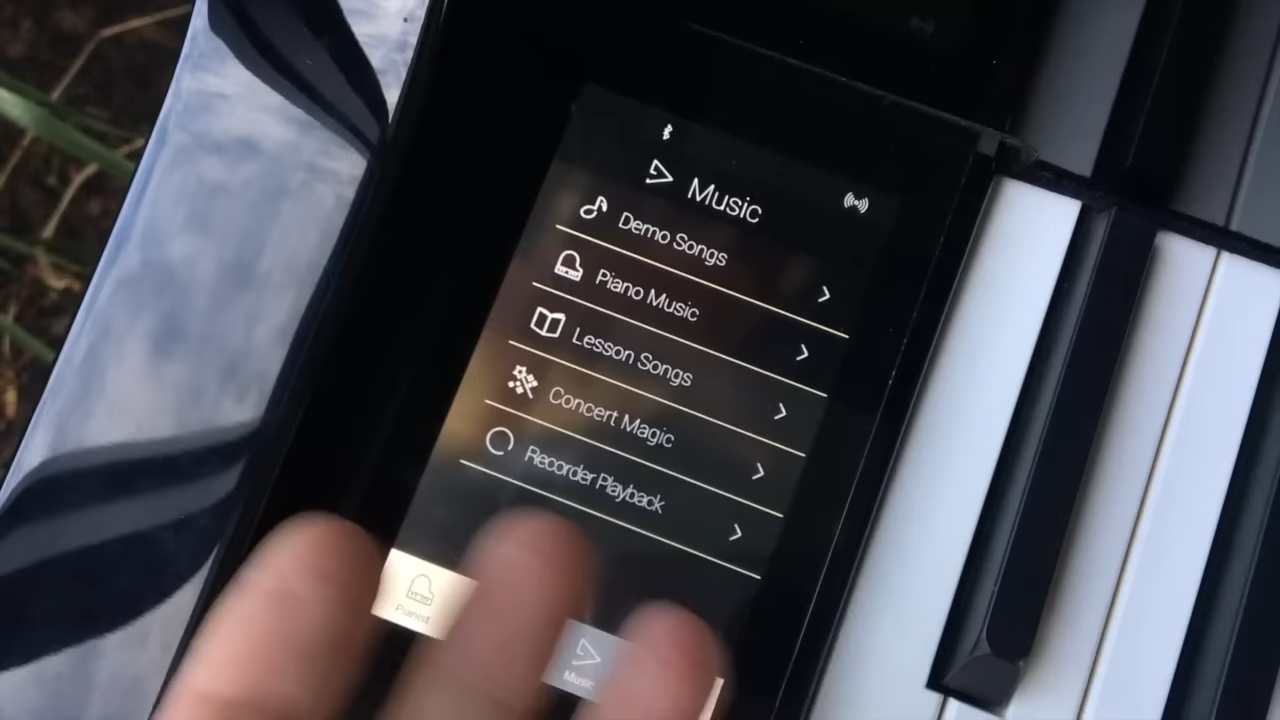 Music
Demo Songs
Piano Music
Lesson Songs
Concert Magic
Recorder Playback
Pianist
Music